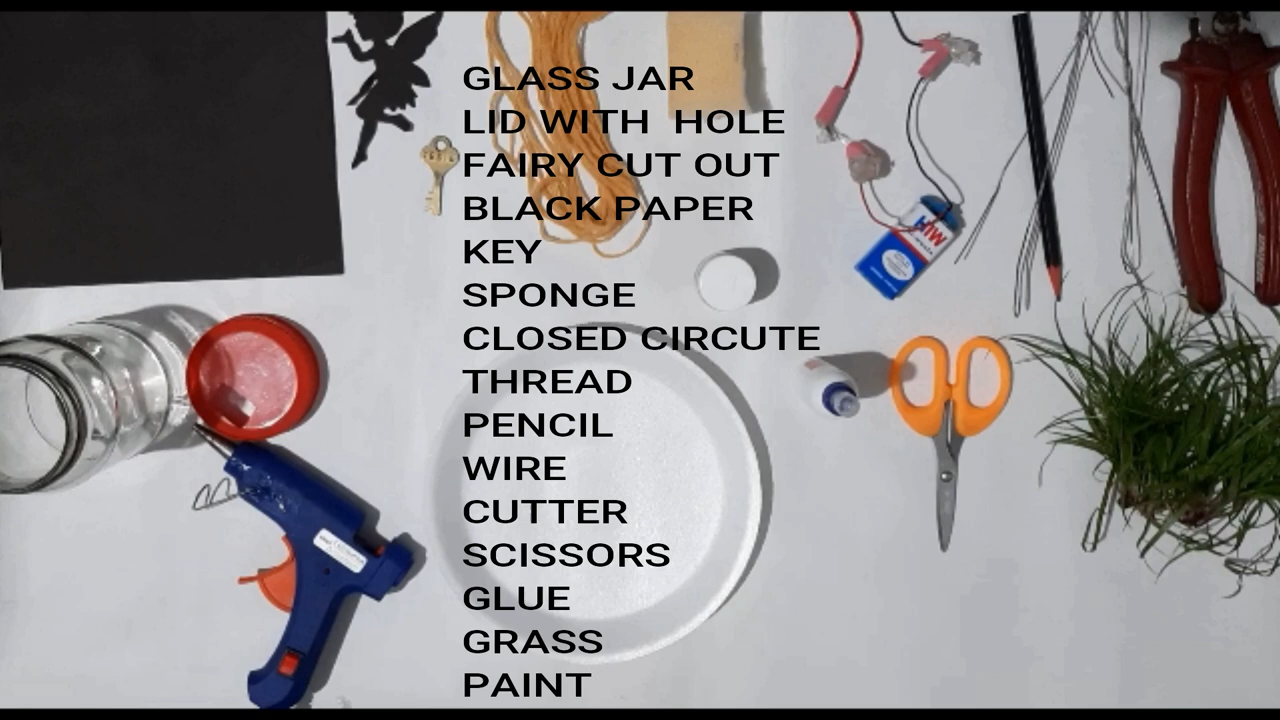 GLASS JAR
LID WITH  HOLE
FAIRY CUT OUT
BLACK PAPER
KEY
SPONGE
CLOSED CIRCUTE
THREAD
PENCIL
WIRE
CUTTER
SCISSORS
GLUE
GRASS
PAINT
HIW